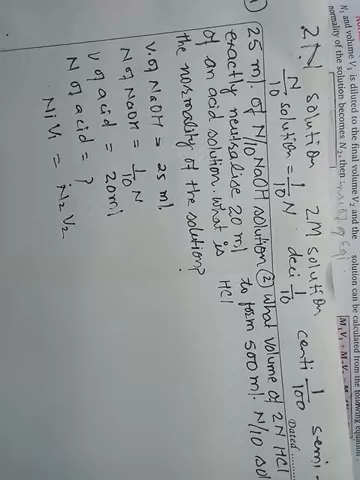 N₁ and volume V₁ is diluted to the final volume V₂ and the
solution can be calculated from the following equation :
normality of the solution becomes N₂, then
M₁V₁ + M₂V₂ =
2N solution 2M solution
N/10 solution = 1/10 N deci 1/10 centi 1/100 semi -
Dated
25 ml. of N/10 NaOH solution
exactly neutralise 20 ml
of an acid solution. What is
the normality of the solution?
V. of NaOH = 25 ml.
N of NaOH = 1/10 N
V of acid = 20 ml
N of acid = ?
N₁V₁ = N₂V₂
(2) What volume of 2N HCl
to form 500 ml. N/10 sol
HCl